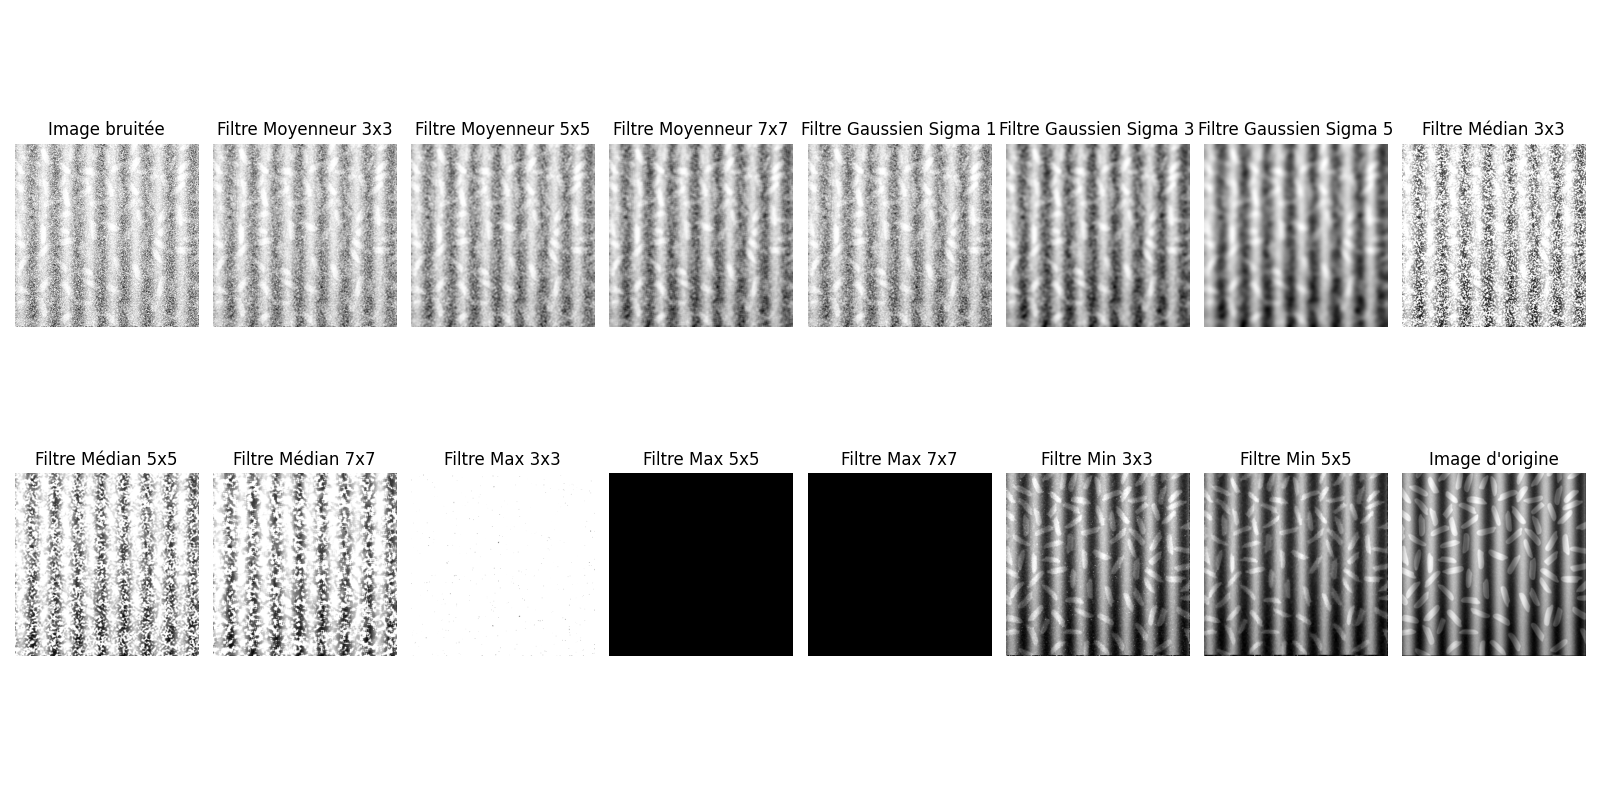 Image bruitée
Filtre Moyenneur 3x3
Filtre Moyenneur 5x5
Filtre Moyenneur 7x7
Filtre Gaussien Sigma 1
Filtre Gaussien Sigma 3
Filtre Gaussien Sigma 5
Filtre Médian 3x3
Filtre Médian 5x5
Filtre Médian 7x7
Filtre Max 3x3
Filtre Max 5x5
Filtre Max 7x7
Filtre Min 3x3
Filtre Min 5x5
Image d'origine